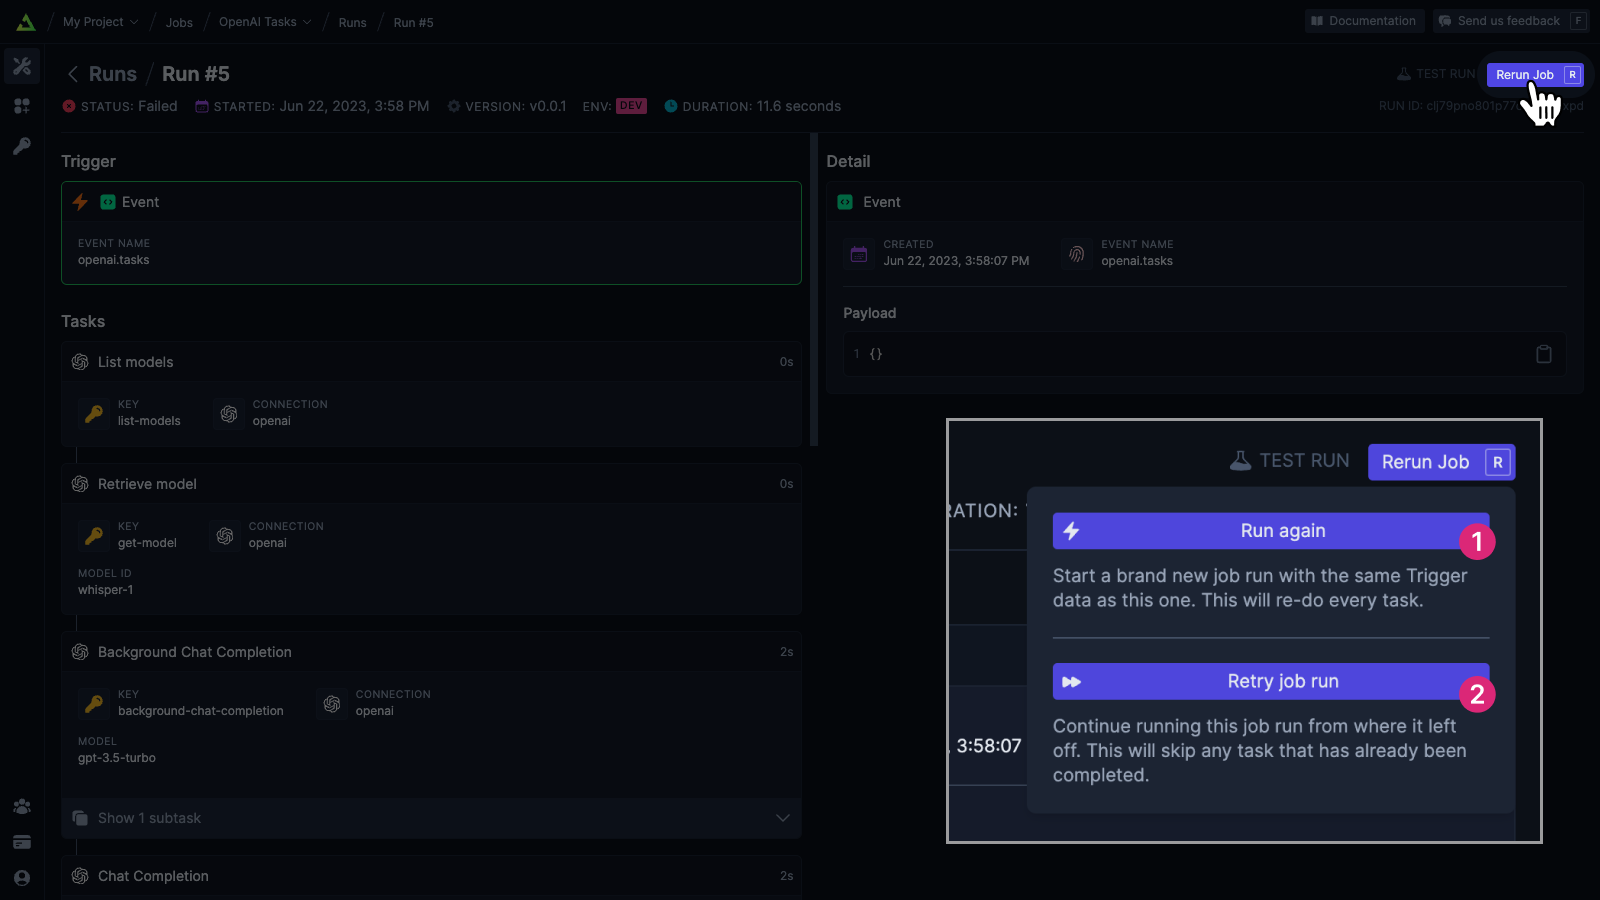 My Project
Jobs
OpenAI Tasks
Runs
Run #5
Documentation
Send us feedback F
Runs / Run #5
TEST RUN
Rerun Job R
STATUS: Failed
STARTED: Jun 22, 2023, 3:58 PM
VERSION: v0.0.1
ENV: DEV
DURATION: 11.6 seconds
RUN ID:
Trigger
Event
EVENT NAME
openai.tasks
Tasks
List models 0s
KEY
list-models
CONNECTION
openai
Retrieve model 0s
KEY
get-model
CONNECTION
openai
MODEL ID
whisper-1
Background Chat Completion 2s
KEY
background-chat-completion
CONNECTION
openai
MODEL
gpt-3.5-turbo
Show 1 subtask
Chat Completion 2s
Detail
Event
CREATED
Jun 22, 2023, 3:58:07 PM
EVENT NAME
openai.tasks
Payload
1 {}
TEST RUN
Rerun Job R
RATION:
Run again
1
Start a brand new job run with the same Trigger
data as this one. This will re-do every task.
Retry job run
2
Continue running this job run from where it left
off. This will skip any task that has already been
completed.
, 3:58:07